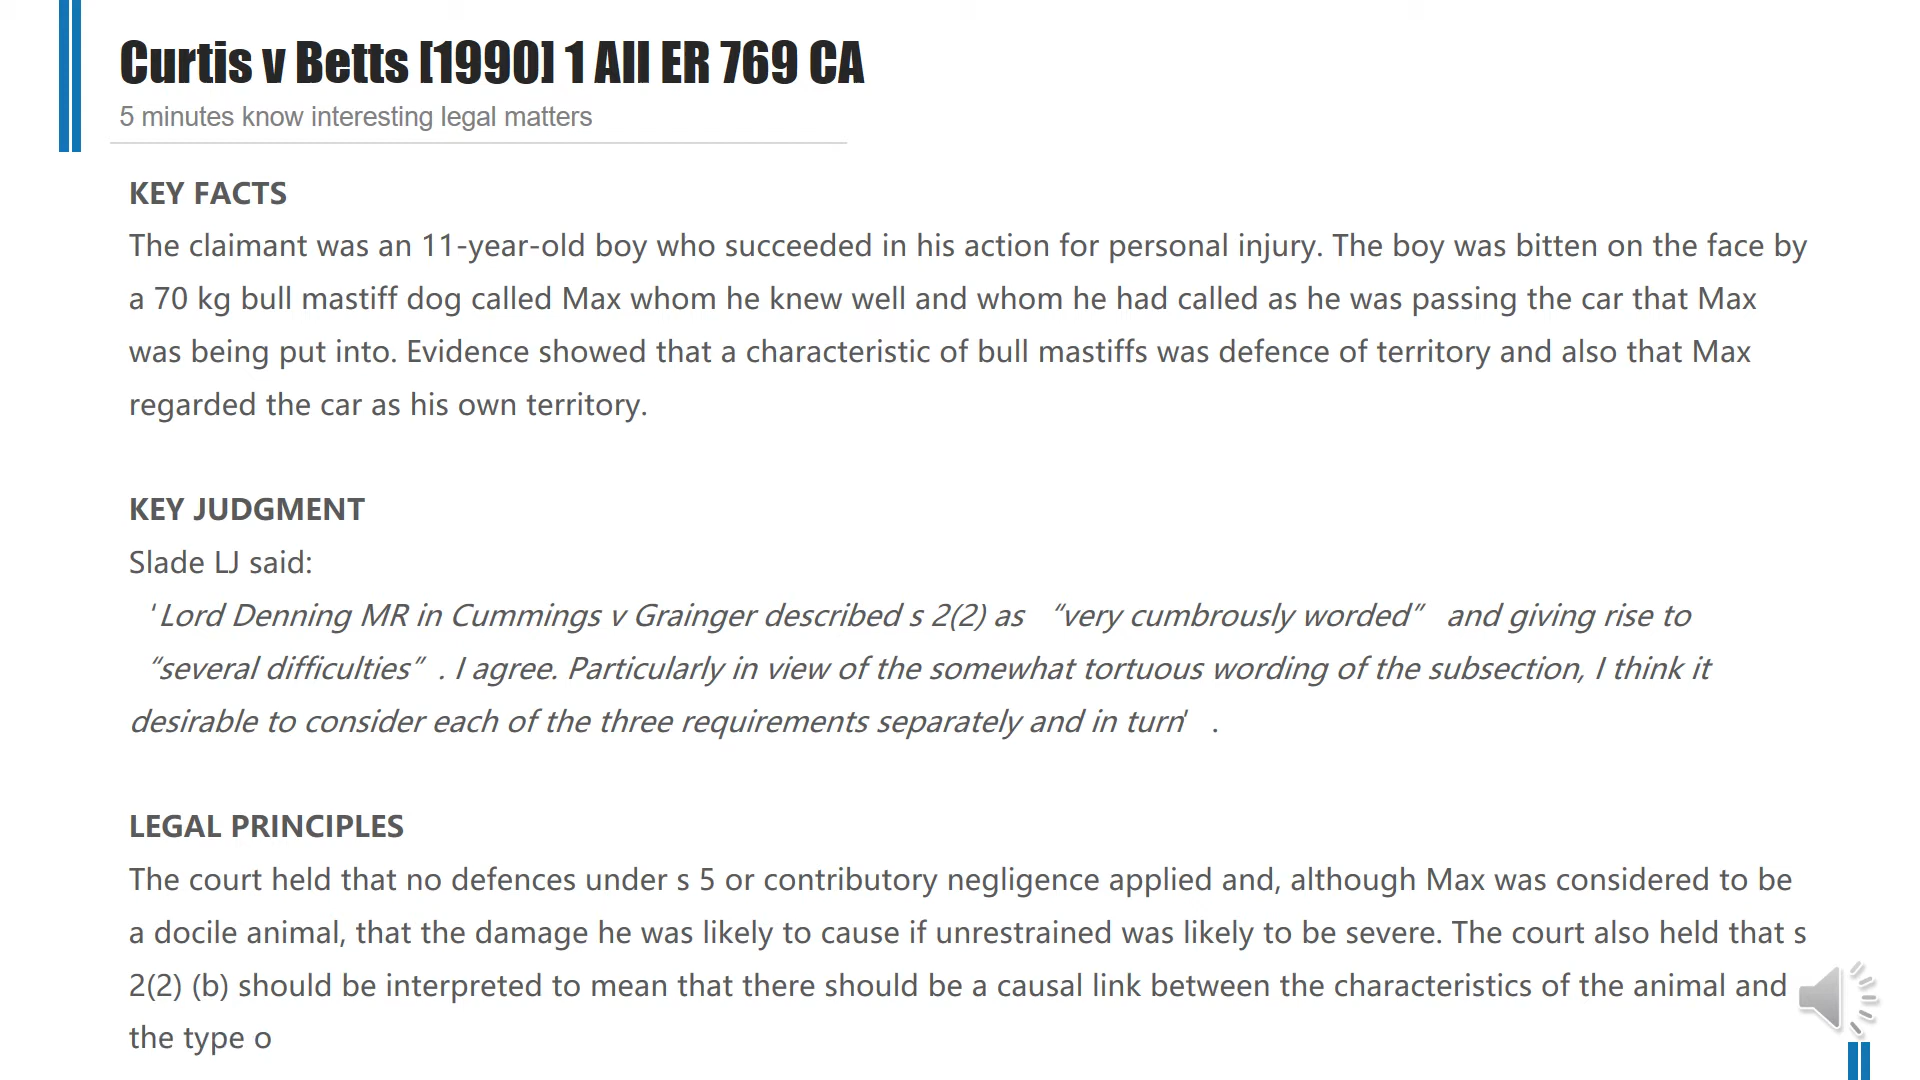 Curtis v Betts [1990] 1 All ER 769 CA
5 minutes know interesting legal matters
KEY FACTS
The claimant was an 11-year-old boy who succeeded in his action for personal injury. The boy was bitten on the face by
a 70 kg bull mastiff dog called Max whom he knew well and whom he had called as he was passing the car that Max
was being put into. Evidence showed that a characteristic of bull mastiffs was defence of territory and also that Max
regarded the car as his own territory.
KEY JUDGMENT
Slade LJ said:
' Lord Denning MR in Cummings v Grainger described s 2(2) as “very cumbrously worded” and giving rise to
“several difficulties” . I agree. Particularly in view of the somewhat tortuous wording of the subsection, I think it
desirable to consider each of the three requirements separately and in turn' .
LEGAL PRINCIPLES
The court held that no defences under s 5 or contributory negligence applied and, although Max was considered to be
a docile animal, that the damage he was likely to cause if unrestrained was likely to be severe. The court also held that s
2(2) (b) should be interpreted to mean that there should be a causal link between the characteristics of the animal and
the type o